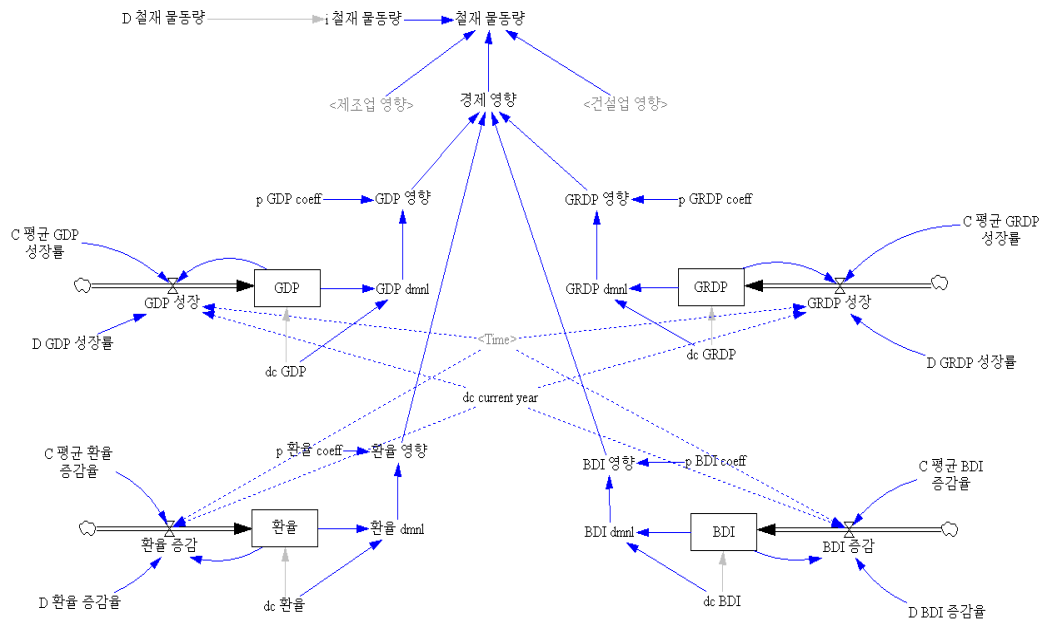 D 철재 물동량
i 철재 물동량
철재 물동량
<제조업 영향>
경제 영향
<건설업 영향>
p GDP coeff
GDP 영향
GRDP 영향
p GRDP coeff
C 평균 GDP
성장률
C 평균 GRDP
성장률
GDP
GDP dmnl
GRDP dmnl
GRDP
GDP 성장
GRDP 성장
D GDP 성장률
<Time>
dc GDP
dc GRDP
D GRDP 성장률
dc current year
C 평균 환율
증감율
p 환율 coeff
환율 영향
BDI 영향
p BDI coeff
C 평균 BDI
증감율
환율
환율 dmnl
BDI dmnl
BDI
환율 증감
BDI 증감
D 환율 증감율
dc 환율
dc BDI
D BDI 증감율